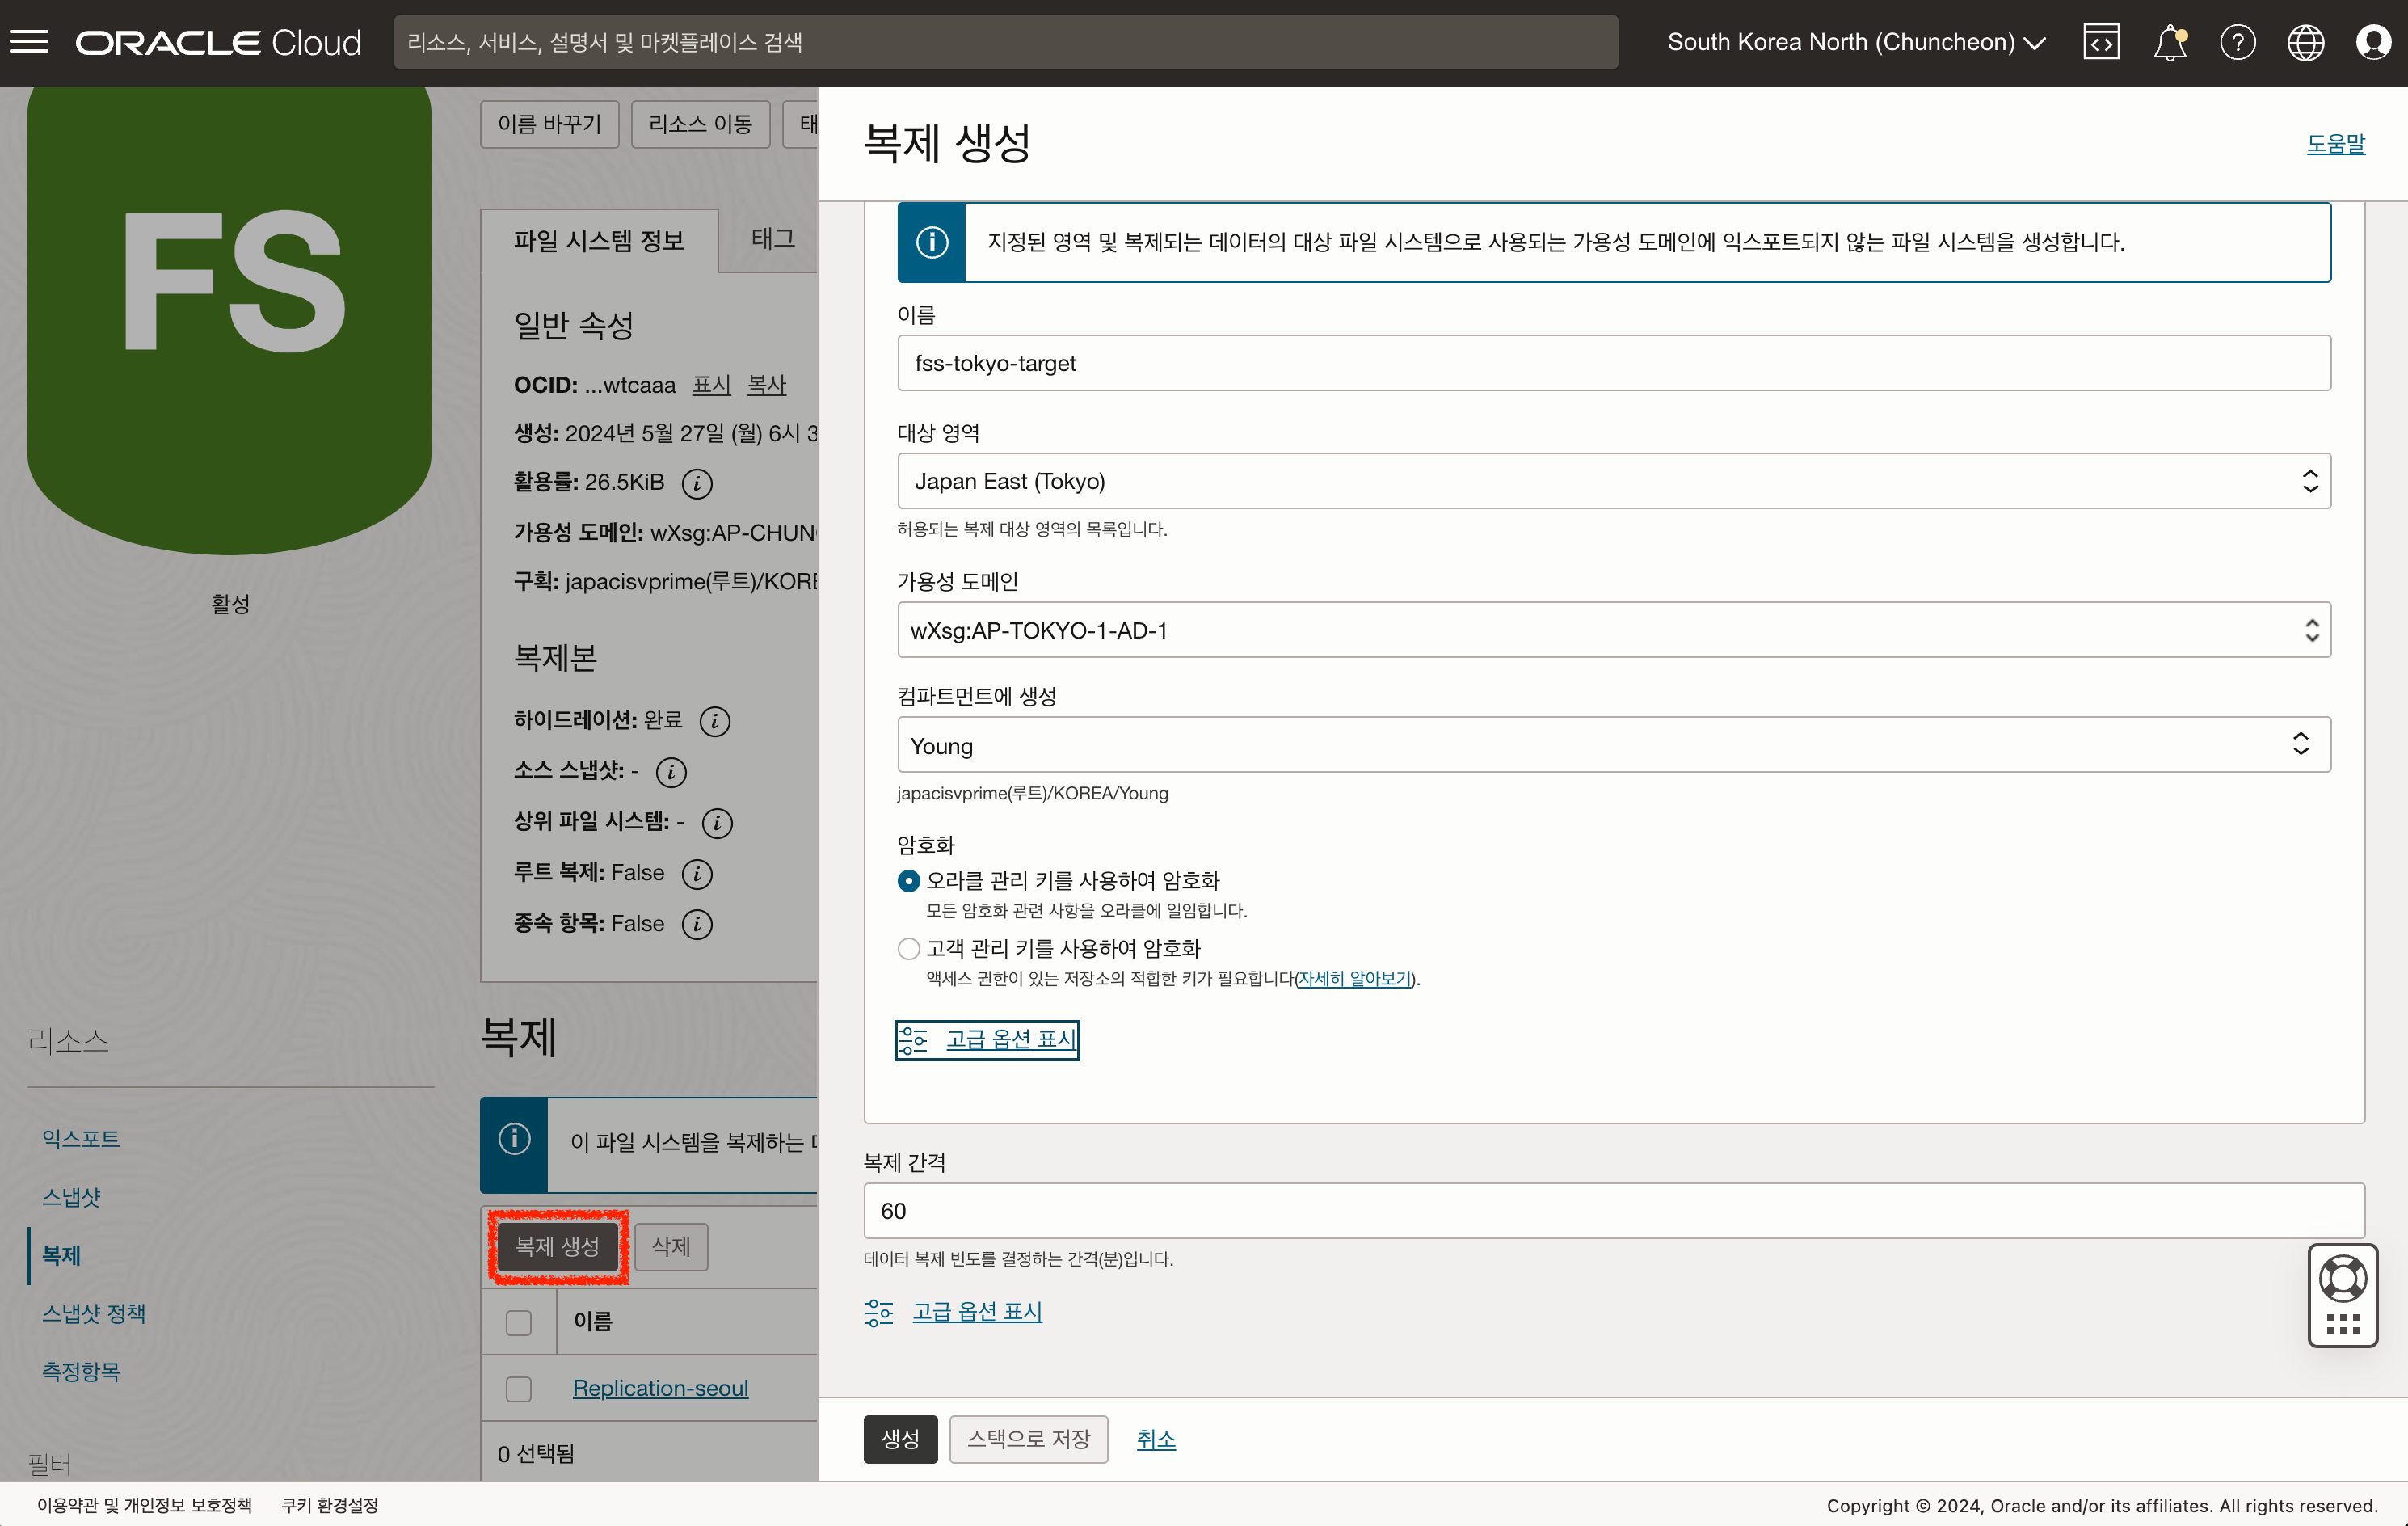 ORACLE Cloud
리소스, 서비스, 설명서 및 마켓플레이스 검색
South Korea North (Chuncheon)
FS
활성
리소스
익스포트
스냅샷
복제
스냅샷 정책
측정항목
필터
이름 바꾸기
리소스 이동
태
파일 시스템 정보
태그
일반 속성
OCID: ...wtcaaa 표시 복사
생성: 2024년 5월 27일 (월) 6시 3
활용률: 26.5KiB
가용성 도메인: wXsg:AP-CHUN
구획: japacisvprime(루트)/KORE
복제본
하이드레이션: 완료
소스 스냅샷: -
상위 파일 시스템: -
루트 복제: False
종속 항목: False
복제
이 파일 시스템을 복제하는
복제 생성
삭제
이름
Replication-seoul
0 선택됨
복제 생성
도움말
지정된 영역 및 복제되는 데이터의 대상 파일 시스템으로 사용되는 가용성 도메인에 익스포트되지 않는 파일 시스템을 생성합니다.
이름
fss-tokyo-target
대상 영역
Japan East (Tokyo)
허용되는 복제 대상 영역의 목록입니다.
가용성 도메인
wXsg:AP-TOKYO-1-AD-1
컴파트먼트에 생성
Young
japacisvprime(루트)/KOREA/Young
암호화
오라클 관리 키를 사용하여 암호화
모든 암호화 관련 사항을 오라클에 일임합니다.
고객 관리 키를 사용하여 암호화
액세스 권한이 있는 저장소의 적합한 키가 필요합니다(자세히 알아보기).
고급 옵션 표시
복제 간격
60
데이터 복제 빈도를 결정하는 간격(분)입니다.
고급 옵션 표시
생성
스택으로 저장
취소
이용약관 및 개인정보 보호정책
쿠키 환경설정
Copyright © 2024, Oracle and/or its affiliates. All rights reserved.